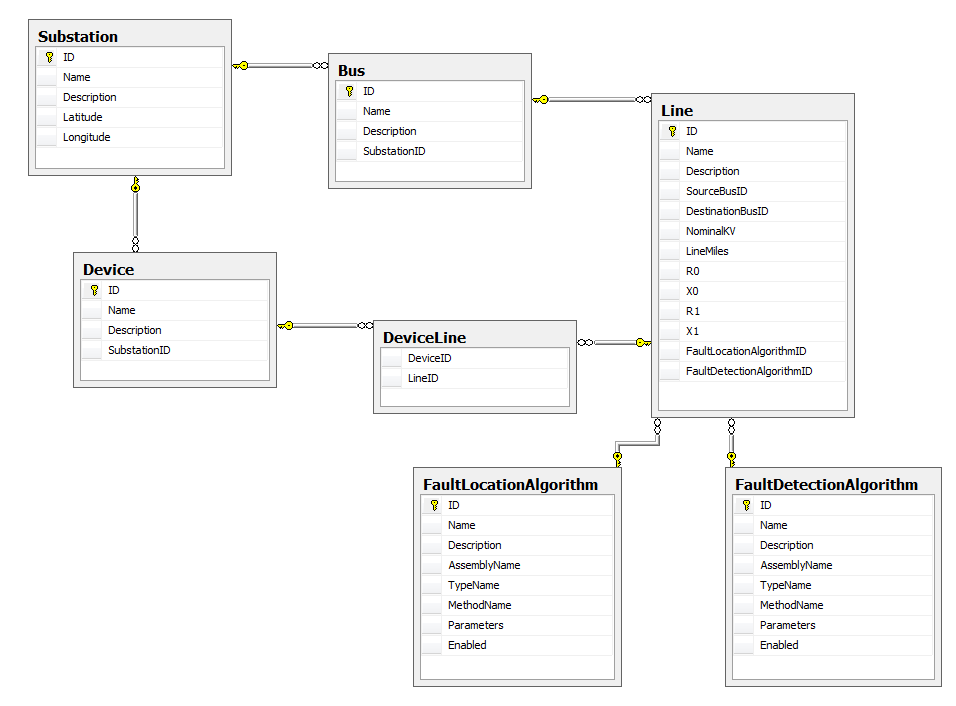 Substation
ID
Name
Description
Latitude
Longitude
Bus
ID
Name
Description
SubstationID
Line
ID
Name
Description
SourceBusID
DestinationBusID
NominalKV
LineMiles
R0
X0
R1
X1
FaultLocationAlgorithmID
FaultDetectionAlgorithmID
Device
ID
Name
Description
SubstationID
DeviceLine
DeviceID
LineID
FaultLocationAlgorithm
ID
Name
Description
AssemblyName
TypeName
MethodName
Parameters
Enabled
FaultDetectionAlgorithm
ID
Name
Description
AssemblyName
TypeName
MethodName
Parameters
Enabled